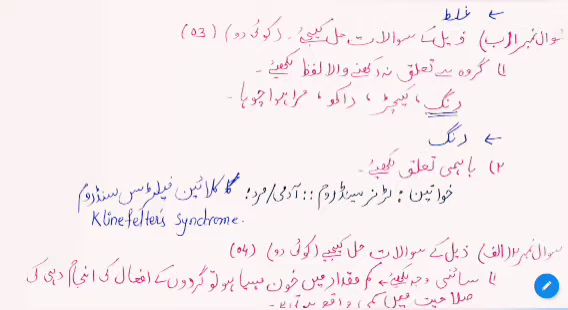 ← غلط
سوال نمبر ۱ (ب) ذیل کے سوالات حل کیجئے۔ (کوئی دو) (03)
۱) گروہ سے تعلق نہ رکھنے والا لفظ لکھیے۔
رنگ، کیچڑ، ڈاکو، مرا ہوا چوہا۔
← رنگ
۲) باہمی تعلق لکھیے۔
خواتین : ٹرنر سینڈروم :: آدمی/مرد : کلائین فیلٹرس سنڈروم
Klinefelter's Syndrome.
سوال نمبر ۲ (الف) ذیل کے سوالات حل کیجیے (کوئی دو) (04)
۱) سائنسی وجہ لکھیے۔ کم مقدار میں خون مہیا ہو تو گردوں کے افعال کی انجام دہی کی
صلاحیت میں کمی واقع ہوتی ہے۔